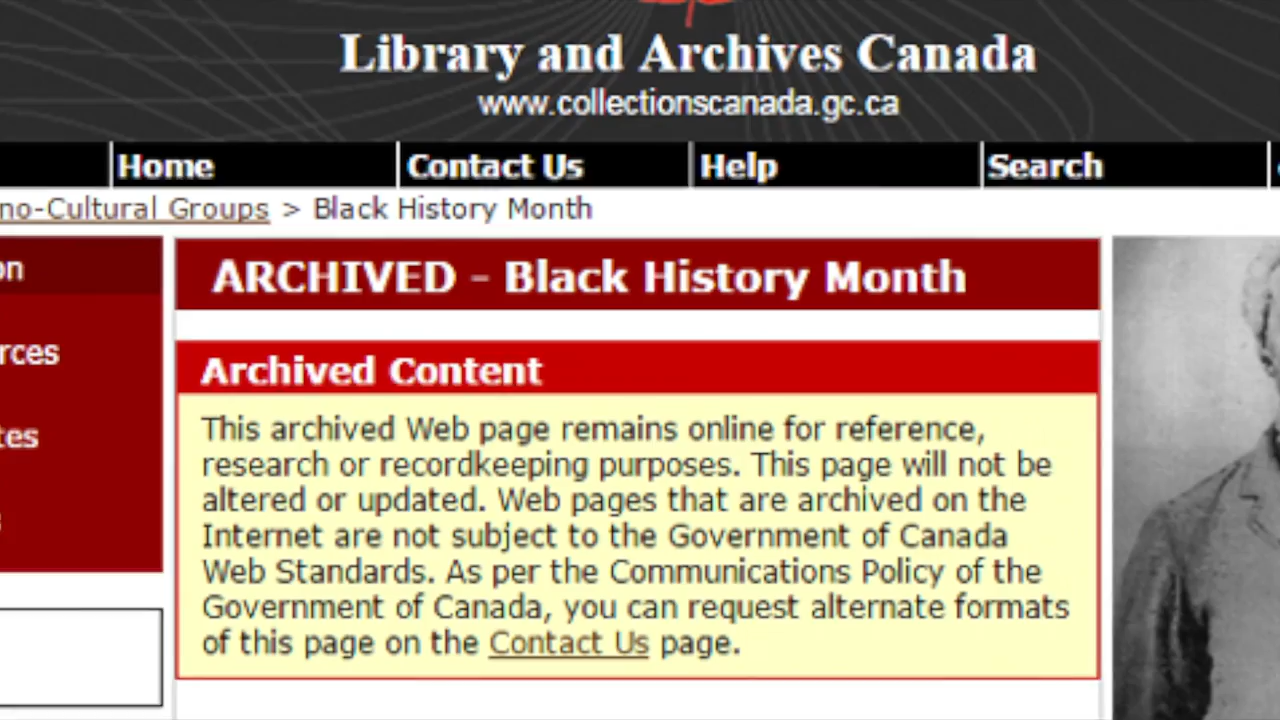 Library and Archives Canada
www.collectionscanada.gc.ca
Home Contact Us Help Search
no-Cultural Groups > Black History Month
on
ARCHIVED - Black History Month
rces
Archived Content
tes
This archived Web page remains online for reference,
research or recordkeeping purposes. This page will not be
altered or updated. Web pages that are archived on the
Internet are not subject to the Government of Canada
Web Standards. As per the Communications Policy of the
Government of Canada, you can request alternate formats
of this page on the Contact Us page.